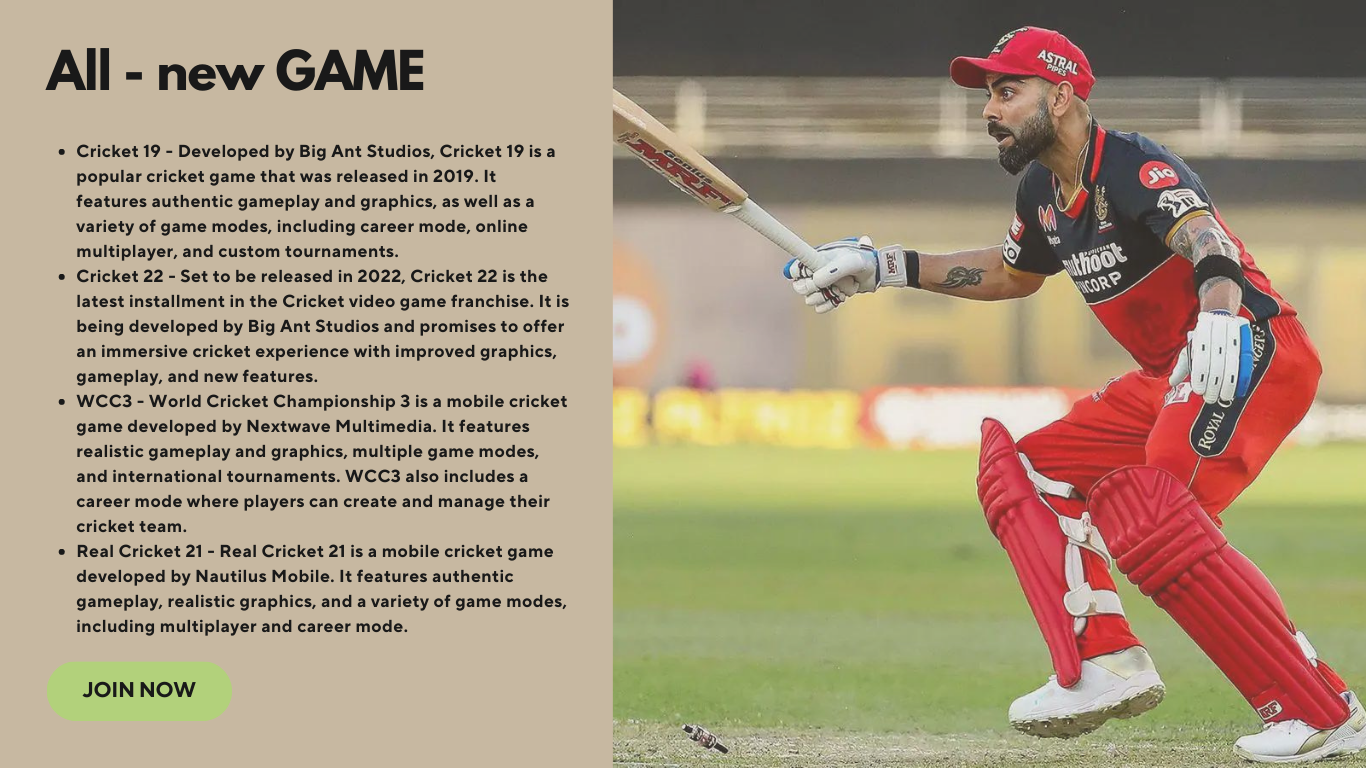 All - new GAME
Cricket 19 - Developed by Big Ant Studios, Cricket 19 is a
popular cricket game that was released in 2019. It
features authentic gameplay and graphics, as well as a
variety of game modes, including career mode, online
multiplayer, and custom tournaments.
Cricket 22 - Set to be released in 2022, Cricket 22 is the
latest installment in the Cricket video game franchise. It is
being developed by Big Ant Studios and promises to offer
an immersive cricket experience with improved graphics,
gameplay, and new features.
WCC3 - World Cricket Championship 3 is a mobile cricket
game developed by Nextwave Multimedia. It features
realistic gameplay and graphics, multiple game modes,
and international tournaments. WCC3 also includes a
career mode where players can create and manage their
cricket team.
Real Cricket 21 - Real Cricket 21 is a mobile cricket game
developed by Nautilus Mobile. It features authentic
gameplay, realistic graphics, and a variety of game modes,
including multiplayer and career mode.
JOIN NOW
ASTRAL
PIPES
Genius
MRF
Jio
MRF
ROYAL
MRF